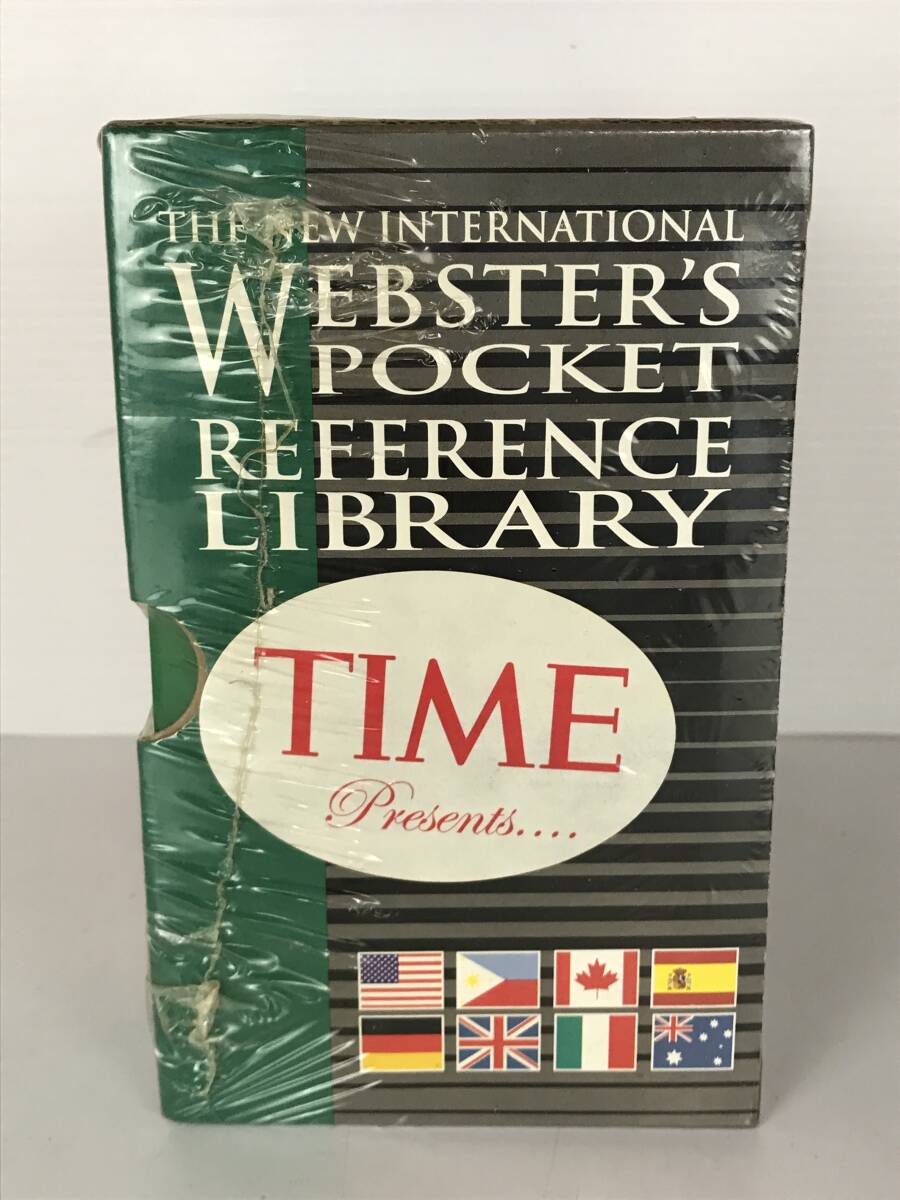 THE NEW INTERNATIONAL
WEBSTER'S
POCKET
REFERENCE
LIBRARY
TIME
Presents....